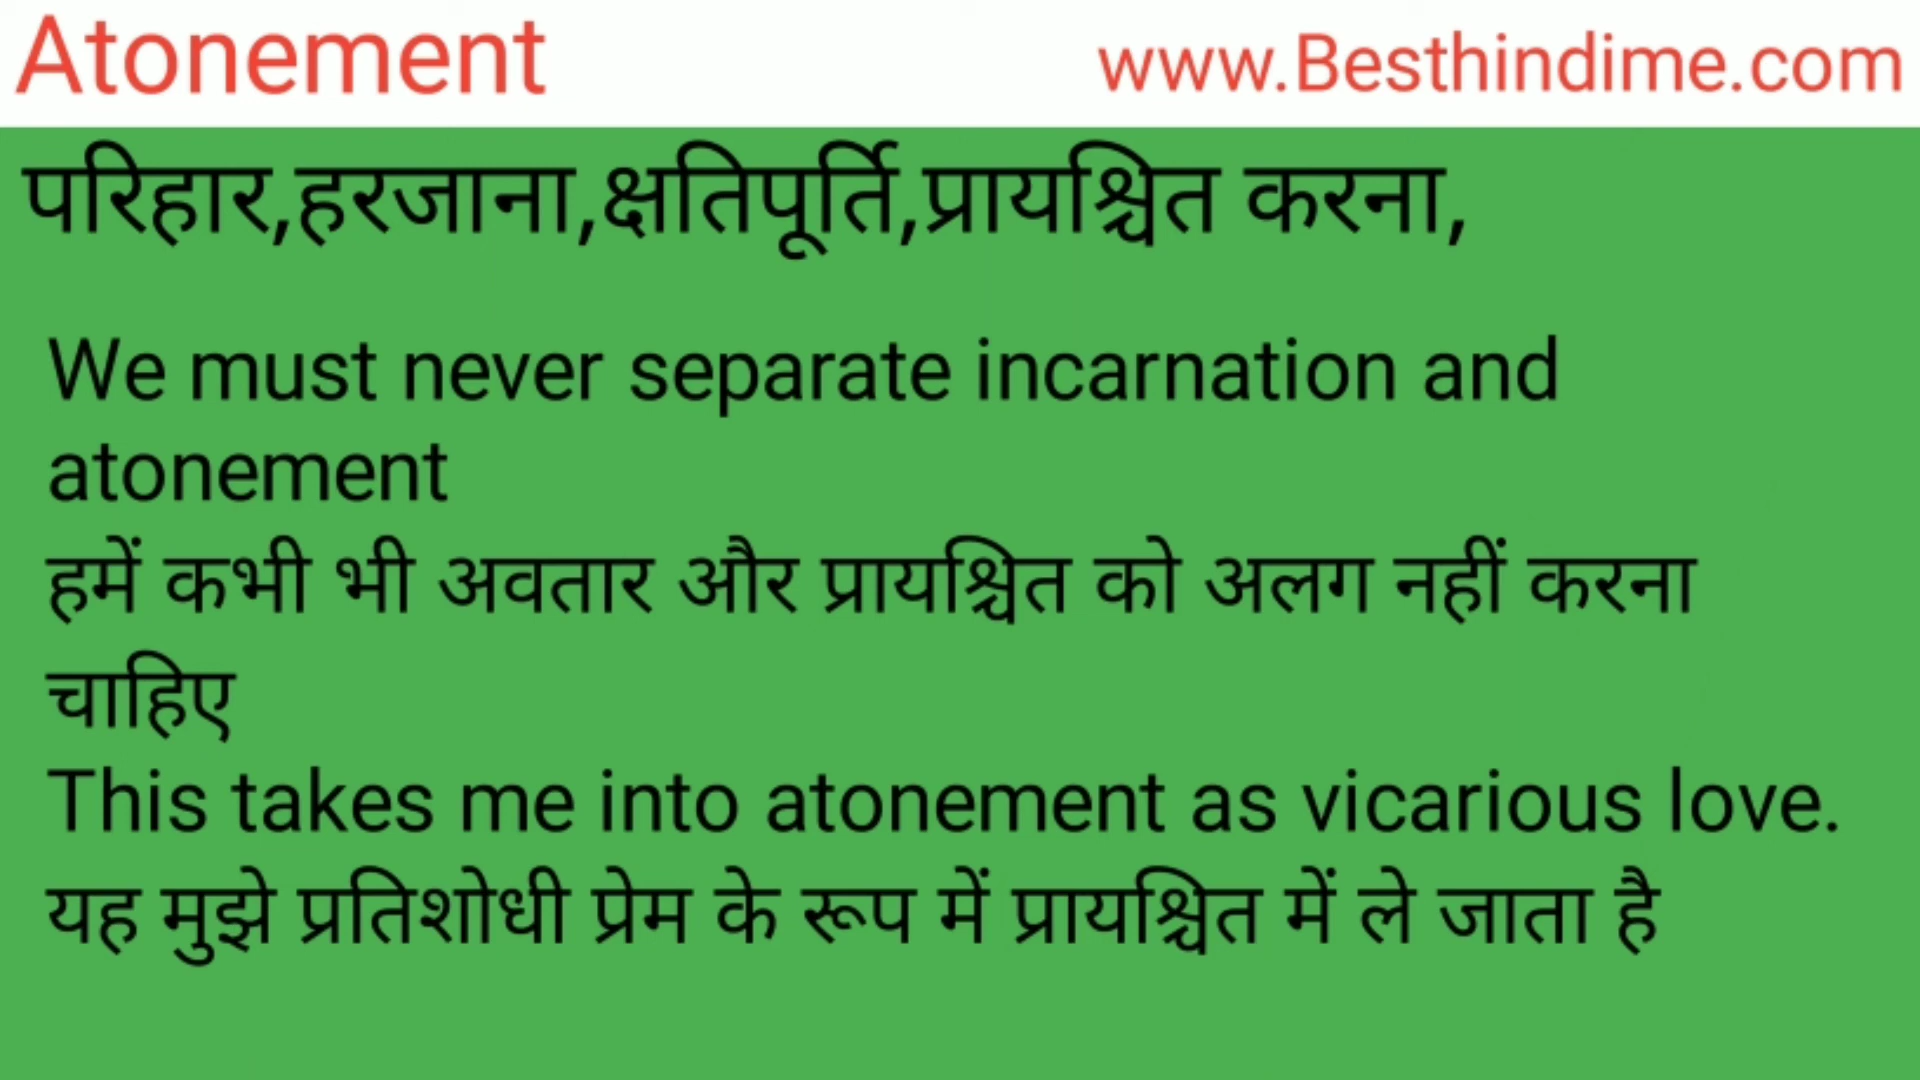 Atonement
www.Besthindime.com
परिहार,हरजाना,क्षतिपूर्ति,प्रायश्चित करना,
We must never separate incarnation and
atonement
हमें कभी भी अवतार और प्रायश्चित को अलग नहीं करना
चाहिए
This takes me into atonement as vicarious love.
यह मुझे प्रतिशोधी प्रेम के रूप में प्रायश्चित में ले जाता है